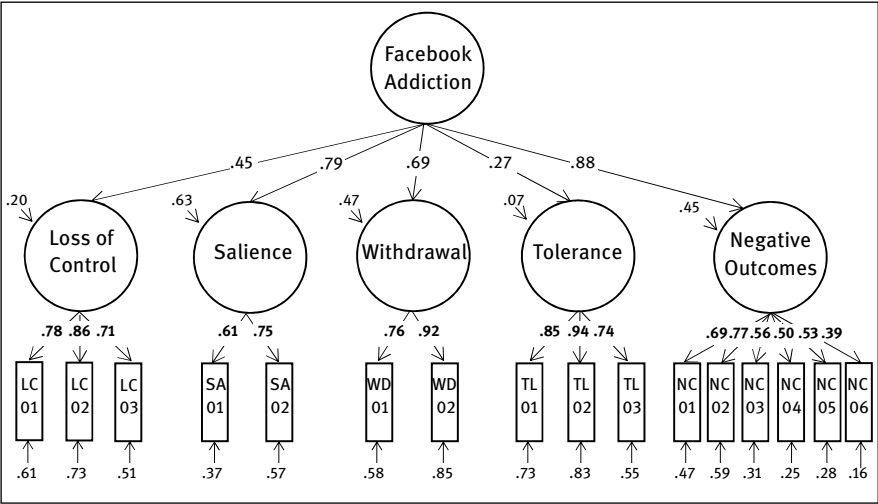 Facebook
Addiction
.45 .79 .69 .27 .88
.20 .63 .47 .07 .45
Loss of
Control
Salience
Withdrawal
Tolerance
Negative
Outcomes
.78 .86 .71 .61 .75 .76 .92 .85 .94 .74 .69 .77 .56 .50 .53 .39
LC
01
LC
02
LC
03
SA
01
SA
02
WD
01
WD
02
TL
01
TL
02
TL
03
NC
01
NC
02
NC
03
NC
04
NC
05
NC
06
.61 .73 .51 .37 .57 .58 .85 .73 .83 .55 .47 .59 .31 .25 .28 .16